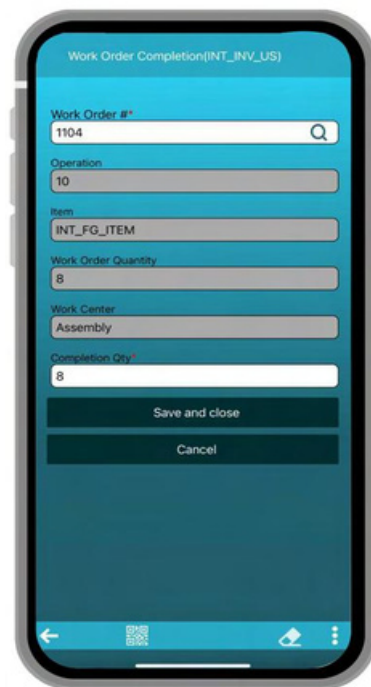 Work Order Completion(INT_INV_US)
Work Order #*
1104
Operation
10
Item
INT_FG_ITEM
Work Order Quantity
8
Work Center
Assembly
Completion Qty*
8
Save and close
Cancel